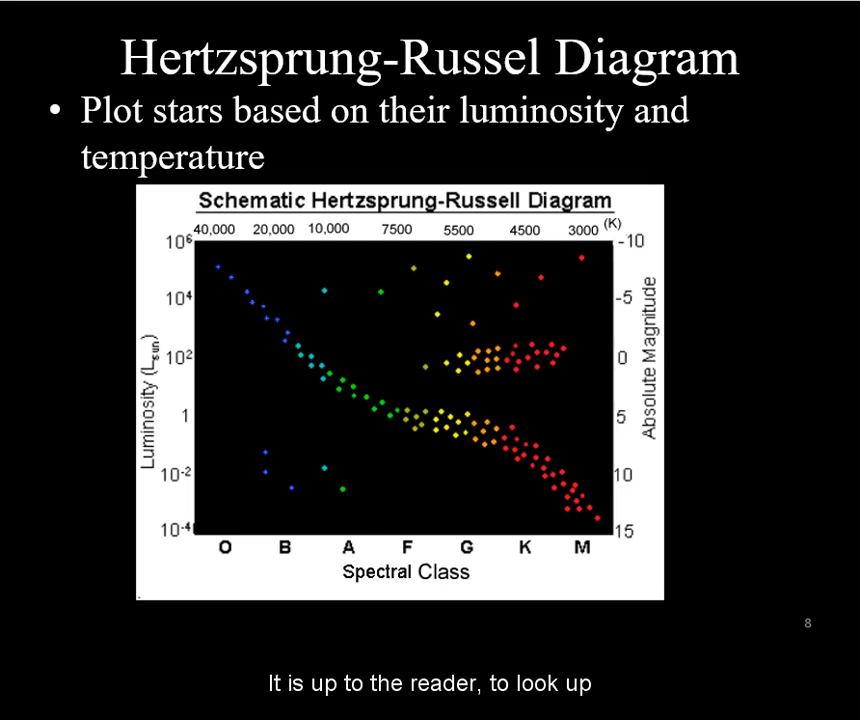 Hertzsprung-Russel Diagram
• Plot stars based on their luminosity and
temperature
Schematic Hertzsprung-Russell Diagram
40,000 20,000 10,000 7500 5500 4500 3000 (K)
10⁶ -10
10⁴ -5
10² 0
1 5
10⁻² 10
10⁻⁴ 15
Luminosity (Lsun)
Absolute Magnitude
O B A F G K M
Spectral Class
8
It is up to the reader, to look up